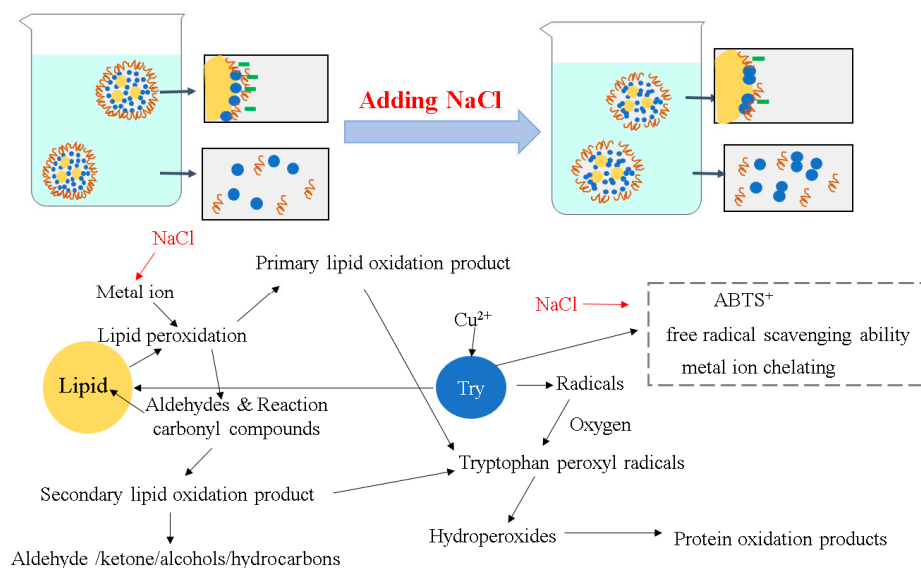 Adding NaCl
NaCl
Primary lipid oxidation product
Metal ion
NaCl
ABTS⁺
Cu²⁺
Lipid peroxidation
free radical scavenging ability
metal ion chelating
Lipid
Try
Radicals
Aldehydes & Reaction
carbonyl compounds
Oxygen
Tryptophan peroxyl radicals
Secondary lipid oxidation product
Hydroperoxides
Protein oxidation products
Aldehyde /ketone/alcohols/hydrocarbons